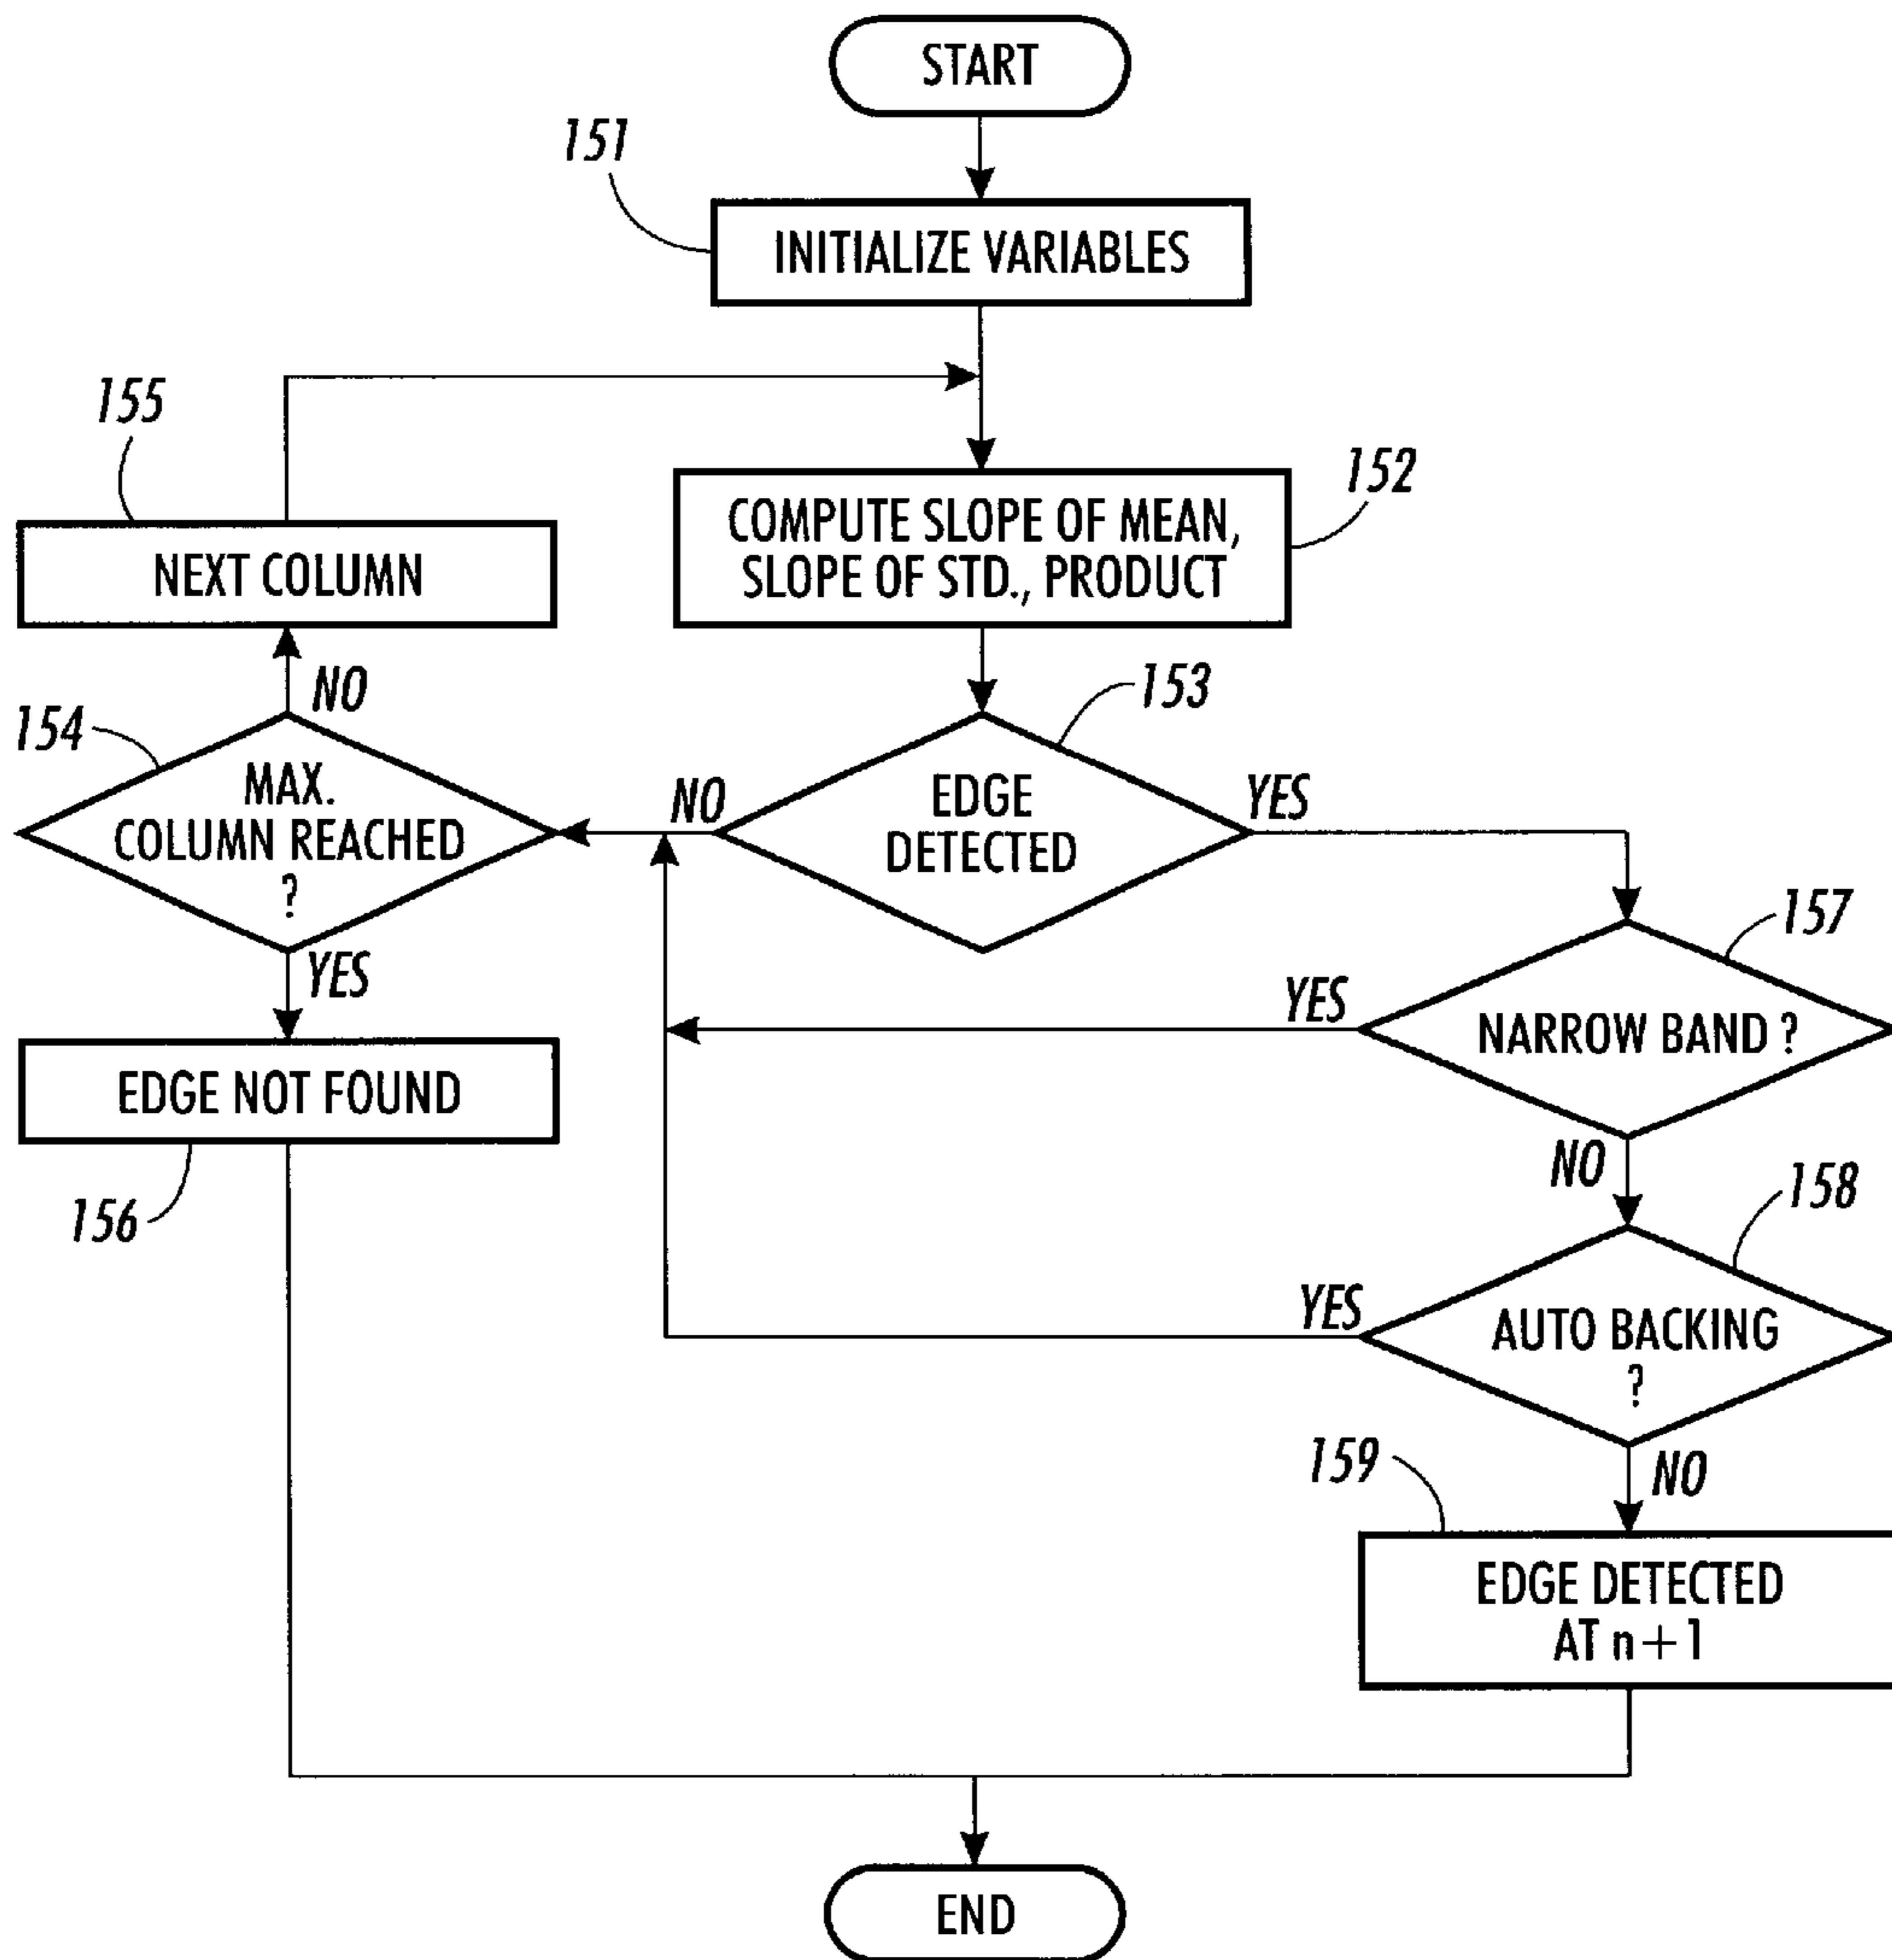 START
151
INITIALIZE VARIABLES
155
152
COMPUTE SLOPE OF MEAN,
SLOPE OF STD., PRODUCT
NEXT COLUMN
NO
153
154
MAX.
COLUMN REACHED
?
NO
EDGE
DETECTED
YES
157
YES
YES
NARROW BAND ?
EDGE NOT FOUND
NO
158
156
YES
AUTO BACKING
?
159
NO
EDGE DETECTED
AT n+1
END